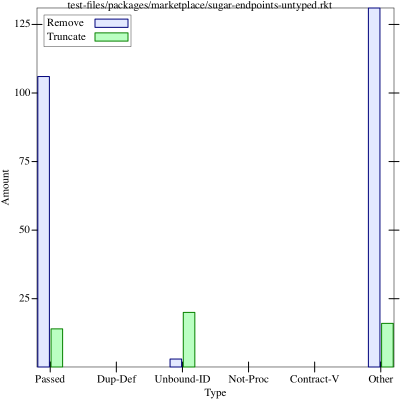 test-files/packages/marketplace/sugar-endpoints-untyped.rkt
Remove
Truncate
125
100
75
50
25
Amount
Passed Dup-Def Unbound-ID Not-Proc Contract-V Other
Type